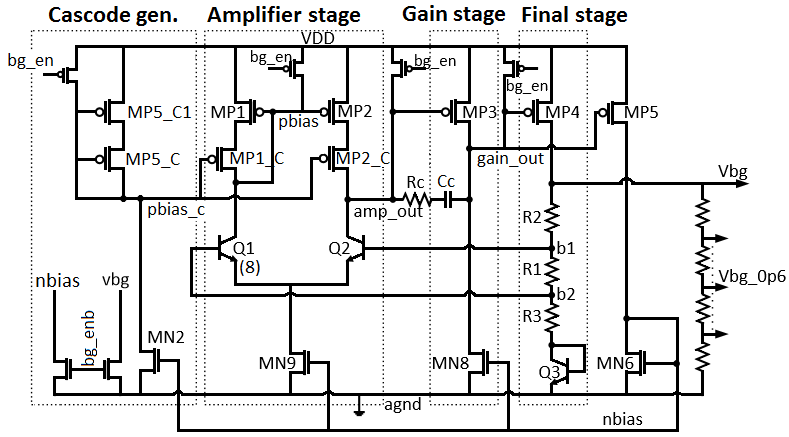 Cascode gen. Amplifier stage Gain stage Final stage
VDD
bg_en bg_en bg_en bg_en
MP5_C1 MP1 MP2 MP3 MP4 MP5
pbias
MP5_C MP1_C MP2_C gain_out
Vbg
Rc Cc
pbias_c amp_out
R2
Q1 Q2 b1
(8) R1
nbias vbg b2 Vbg_0p6
R3
bg_enb
MN2 MN9 MN8 Q3 MN6
agnd
nbias